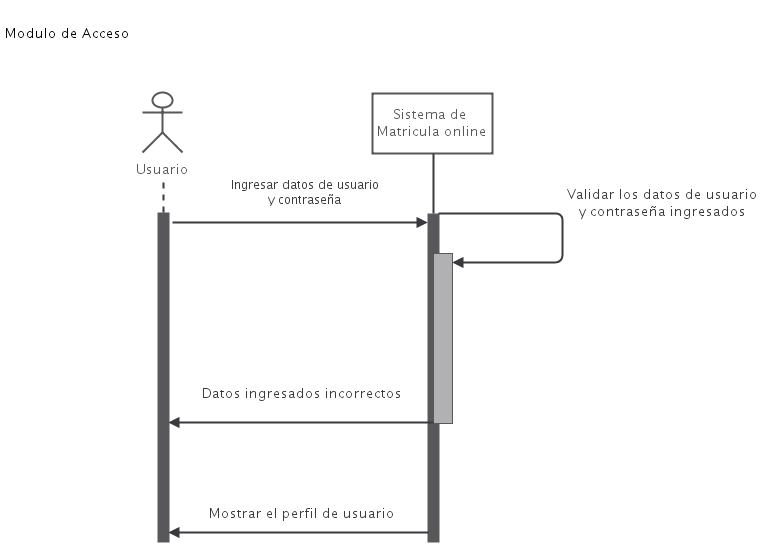 Modulo de Acceso
Sistema de
Matricula online
Usuario
Ingresar datos de usuario
y contraseña
Validar los datos de usuario
y contraseña ingresados
Datos ingresados incorrectos
Mostrar el perfil de usuario